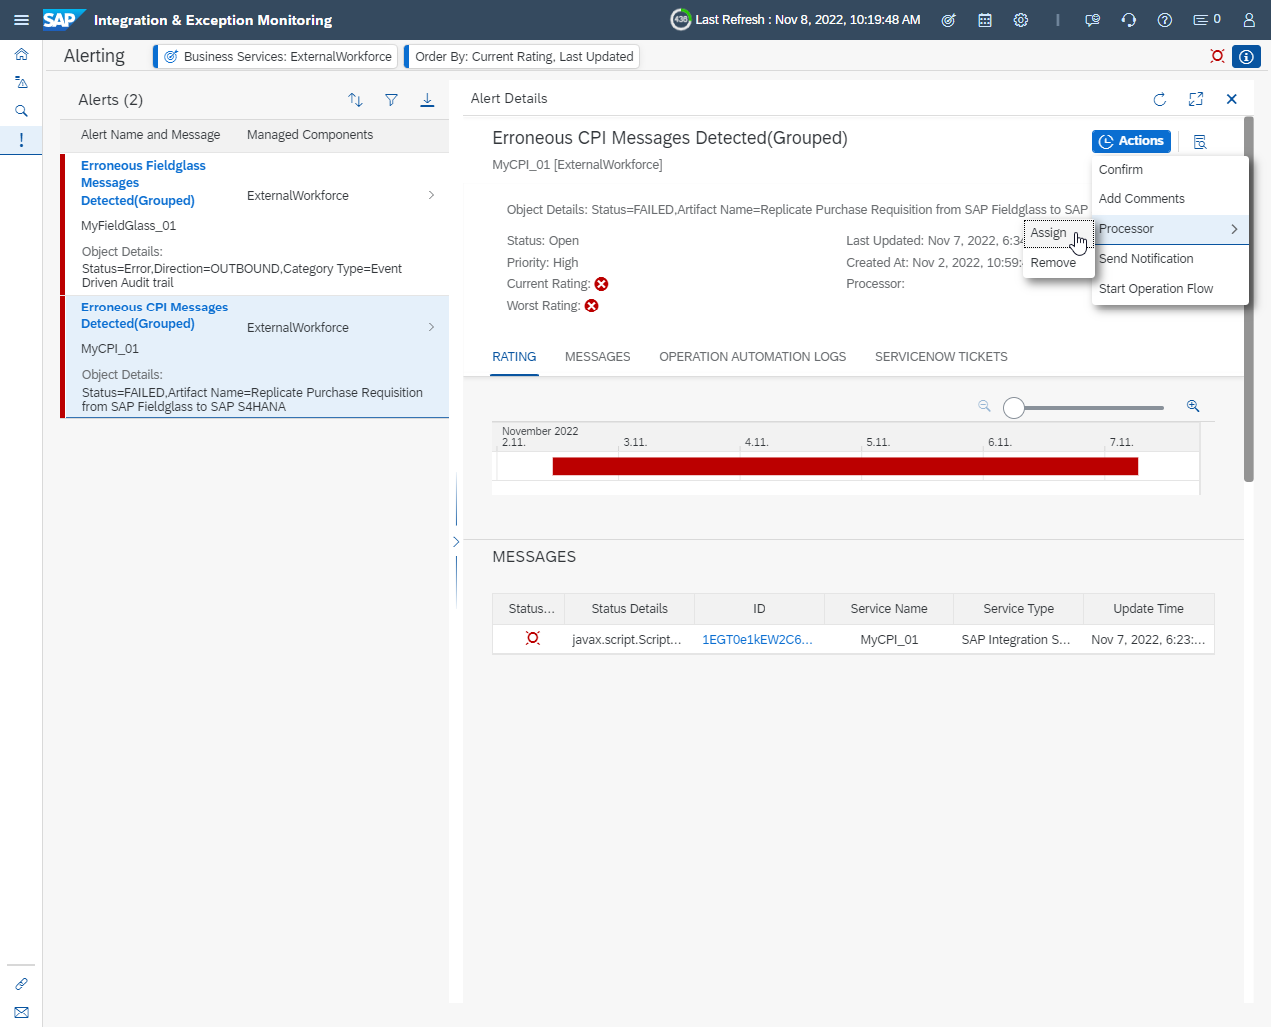 SAP Integration & Exception Monitoring
436 Last Refresh : Nov 8, 2022, 10:19:48 AM
0
Alerting
Business Services: ExternalWorkforce
Order By: Current Rating, Last Updated
Alerts (2)
Alert Name and Message
Managed Components
Erroneous Fieldglass
Messages
Detected(Grouped)
ExternalWorkforce
MyFieldGlass_01
Object Details:
Status=Error,Direction=OUTBOUND,Category Type=Event
Driven Audit trail
Erroneous CPI Messages
Detected(Grouped)
ExternalWorkforce
MyCPI_01
Object Details:
Status=FAILED,Artifact Name=Replicate Purchase Requisition
from SAP Fieldglass to SAP S4HANA
Alert Details
Erroneous CPI Messages Detected(Grouped)
MyCPI_01 [ExternalWorkforce]
Actions
Confirm
Add Comments
Processor
Send Notification
Start Operation Flow
Assign
Remove
Object Details: Status=FAILED,Artifact Name=Replicate Purchase Requisition from SAP Fieldglass to SAP
Status: Open
Priority: High
Current Rating:
Worst Rating:
Last Updated: Nov 7, 2022, 6:34
Created At: Nov 2, 2022, 10:59:
Processor:
RATING
MESSAGES
OPERATION AUTOMATION LOGS
SERVICENOW TICKETS
November 2022
2.11. 3.11. 4.11. 5.11. 6.11. 7.11.
MESSAGES
Status... Status Details ID Service Name Service Type Update Time
javax.script.Script... 1EGT0e1kEW2C6... MyCPI_01 SAP Integration S... Nov 7, 2022, 6:23:...